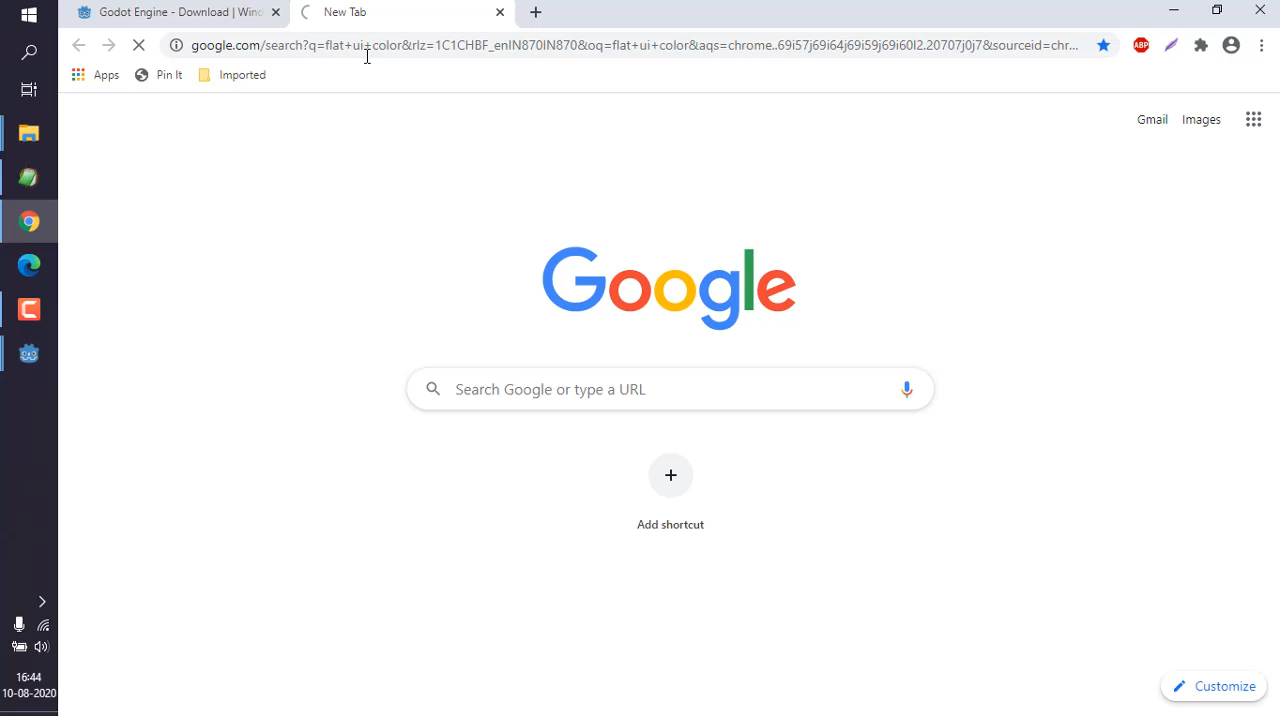 Godot Engine - Download | Wind
New Tab
google.com/search?q=flat+ui+color&rlz=1C1CHBF_enIN870IN870&oq=flat+ui+color&aqs=chrome..69i57j69i64j69i59j69i60l2.20707j0j7&sourceid=chr...
ABP
Apps
Pin It
Imported
Gmail
Images
Google
Search Google or type a URL
Add shortcut
16:44
10-08-2020
Customize